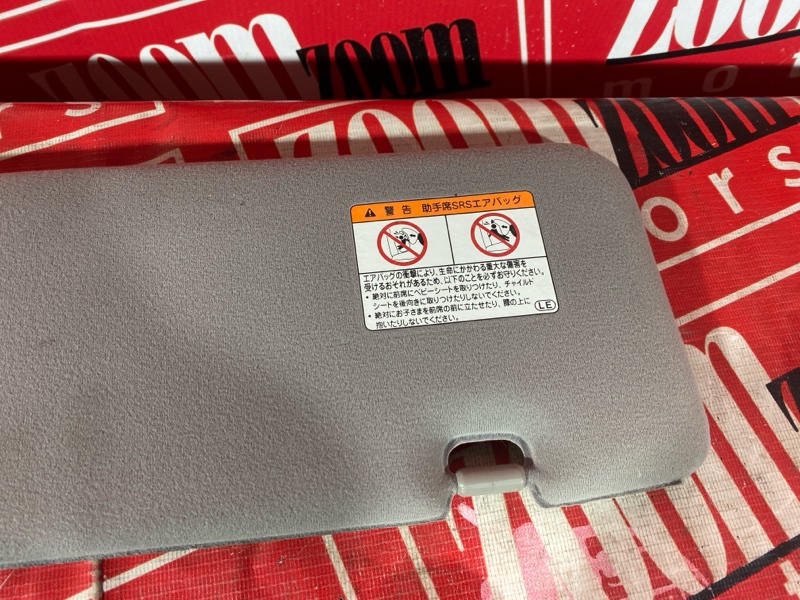 zoom
zoom
zoo
mo
zoom
zoom
ors
警告 助手席SRSエアバッグ
エアバッグの衝撃により、生命にかかわる重大な傷害を
受けるおそれがあるため、以下のことを必ずお守りください。
・絶対に前席にベビーシートを取りつけたり、チャイルド
シートを後向きに取りつけたりしないでください。
・絶対にお子さまを前席の前に立たせたり、膝の上に
抱いたりしないでください。
LE